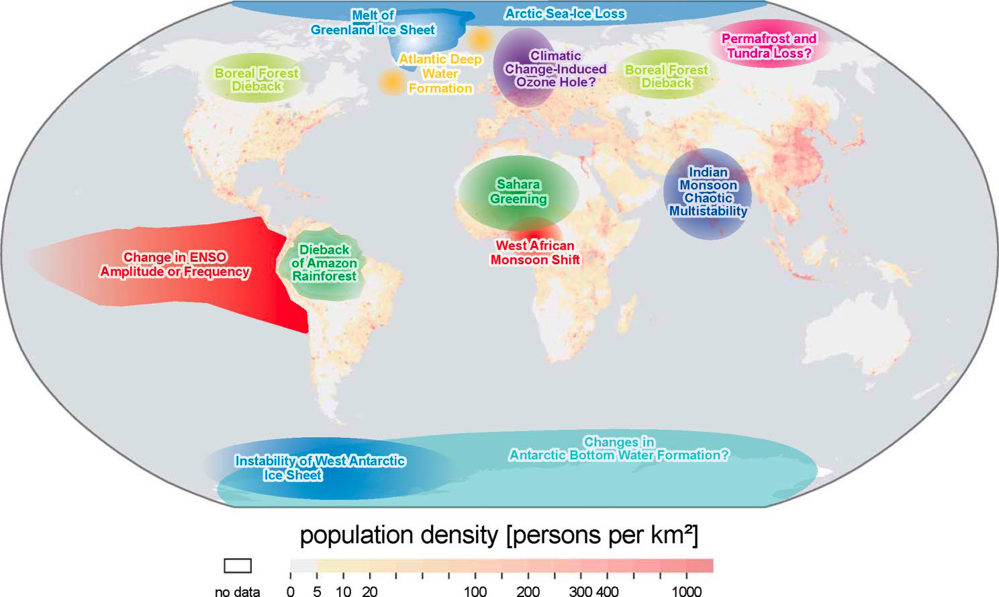 Melt of
Greenland Ice Sheet
Arctic Sea-Ice Loss
Permafrost and
Tundra Loss?
Atlantic Deep
Water
Formation
Climatic
Change-Induced
Ozone Hole?
Boreal Forest
Dieback
Boreal Forest
Dieback
Sahara
Greening
Indian
Monsoon
Chaotic
Multistability
West African
Monsoon Shift
Change in ENSO
Amplitude or Frequency
Dieback
of Amazon
Rainforest
Instability of West Antarctic
Ice Sheet
Changes in
Antarctic Bottom Water Formation?
population density [persons per km²]
no data 0 5 10 20 100 200 300 400 1000